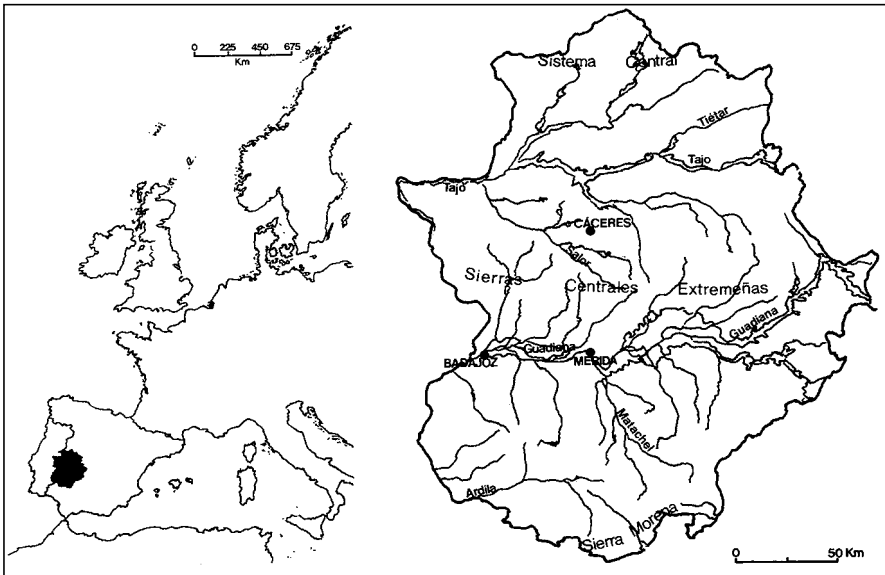 0 225 450 675
Km
Sistema Central
Tiétar
Tajo
Tajo
CÁCERES
Salor
Sierras
Centrales
Extremeñas
Guadiana
Guadiana
BADAJOZ
MERIDA
Matachel
Ardila
Sierra Morena
0 50 Km